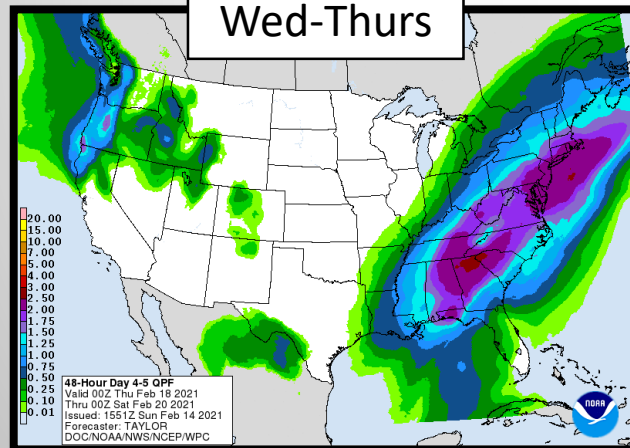 Wed-Thurs
20.00
15.00
10.00
7.00
5.00
4.00
3.00
2.50
2.00
1.75
1.50
1.25
1.00
0.75
0.50
0.25
0.10
0.01
48-Hour Day 4-5 QPF
Valid 00Z Thu Feb 18 2021
Thru 00Z Sat Feb 20 2021
Issued: 1551Z Sun Feb 14 2021
Forecaster: TAYLOR
DOC/NOAA/NWS/NCEP/WPC
NOAA